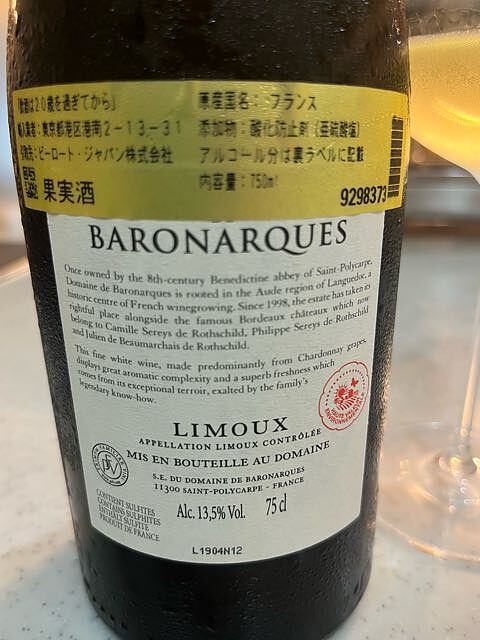 「飲酒は20歳を過ぎてから」
原産国名： フランス
輸入業者：東京都港区港南2-13-31
添加物：酸化防止剤（亜硫酸塩）
引取先：ピーロート・ジャパン株式会社
アルコール分は裏ラベルに記載
果実酒
内容量：750ml
9298373
BARONARQUES
Once owned by the 8th-century Benedictine abbey of Saint-Polycarpe,
Domaine de Baronarques is rooted in the Aude region of Languedoc, a
historic centre of French winegrowing. Since 1998, the estate has taken its
rightful place alongside the famous Bordeaux châteaux which now
belong to Camille Sereys de Rothschild, Philippe Sereys de Rothschild
and Julien de Beaumarchais de Rothschild.
This fine white wine, made predominantly from Chardonnay grapes,
displays great aromatic complexity and a superb freshness which
comes from its exceptional terroir, exalted by the family's
legendary know-how.
LIMOUX
APPELLATION LIMOUX CONTRÔLÉE
MIS EN BOUTEILLE AU DOMAINE
S.E. DU DOMAINE DE BARONARQUES
11300 SAINT-POLYCARPE - FRANCE
CONTIENT SULFITES
CONTAINS SULPHITES
ENTHÄLT SULFITE
PRODUIT DE FRANCE
Alc. 13,5% Vol. 75 cl
L1904N12